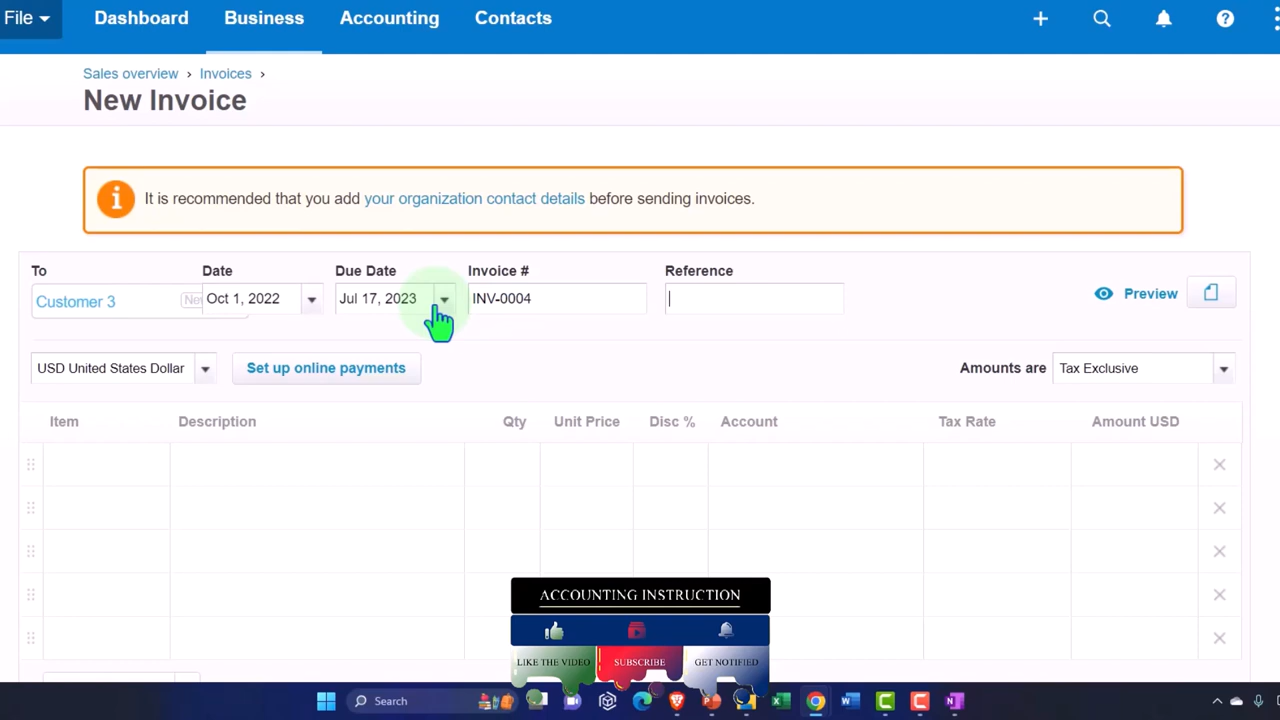 File Dashboard Business Accounting Contacts
Sales overview › Invoices ›
New Invoice
It is recommended that you add your organization contact details before sending invoices.
To Date Due Date Invoice # Reference
Customer 3 Oct 1, 2022 Jul 17, 2023 INV-0004 Preview
USD United States Dollar Set up online payments Amounts are Tax Exclusive
Item Description Qty Unit Price Disc % Account Tax Rate Amount USD
ACCOUNTING INSTRUCTION
LIKE THE VIDEO SUBSCRIBE GET NOTIFIED
Search